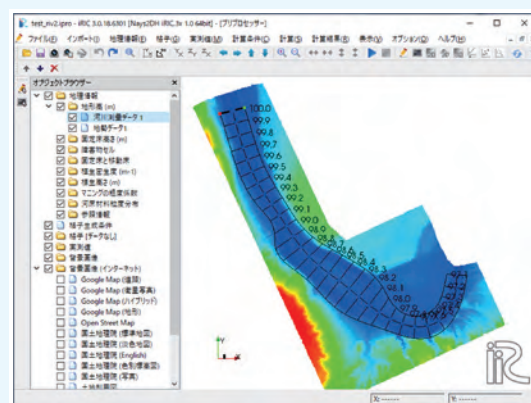 test_riv2.ipro - iRIC 3.0.18.6301 [Nays2DH iRIC3x 1.0 64bit] - [プリプロセッサー]
ファイル(F) インポート(I) 地理情報(E) 格子(G) 実測値(M) 計算条件(C) 計算(S) 計算結果(R) 表示(V) オプション(O) ヘルプ(H)
オブジェクトブラウザー
地理情報
地形高 (m)
河川測量データ1
地勢データ1
固定床高さ(m)
障害物セル
固定床と移動床
植生密生度 (m-1)
植生高さ(m)
マニングの粗度係数
河床材料粒度分布
参照情報
格子生成条件
格子 [データなし]
実測値
背景画像
背景画像 (インターネット)
Google Map (道路)
Google Map (衛星写真)
Google Map (ハイブリッド)
Google Map (地形)
Open Street Map
国土地理院 (標準地図)
国土地理院 (淡色地図)
国土地理院 (English)
国土地理院 (色別標高図)
国土地理院 (写真)
100.0
99.9
99.8
99.7
99.6
99.5
99.4
99.3
99.2
99.1
99.0
98.9
98.8
98.7
98.6
98.5
98.4
98.3
98.2
98.1
98.0
97.9
97.1
Y
X
iRIC
X: ------
Y: ------